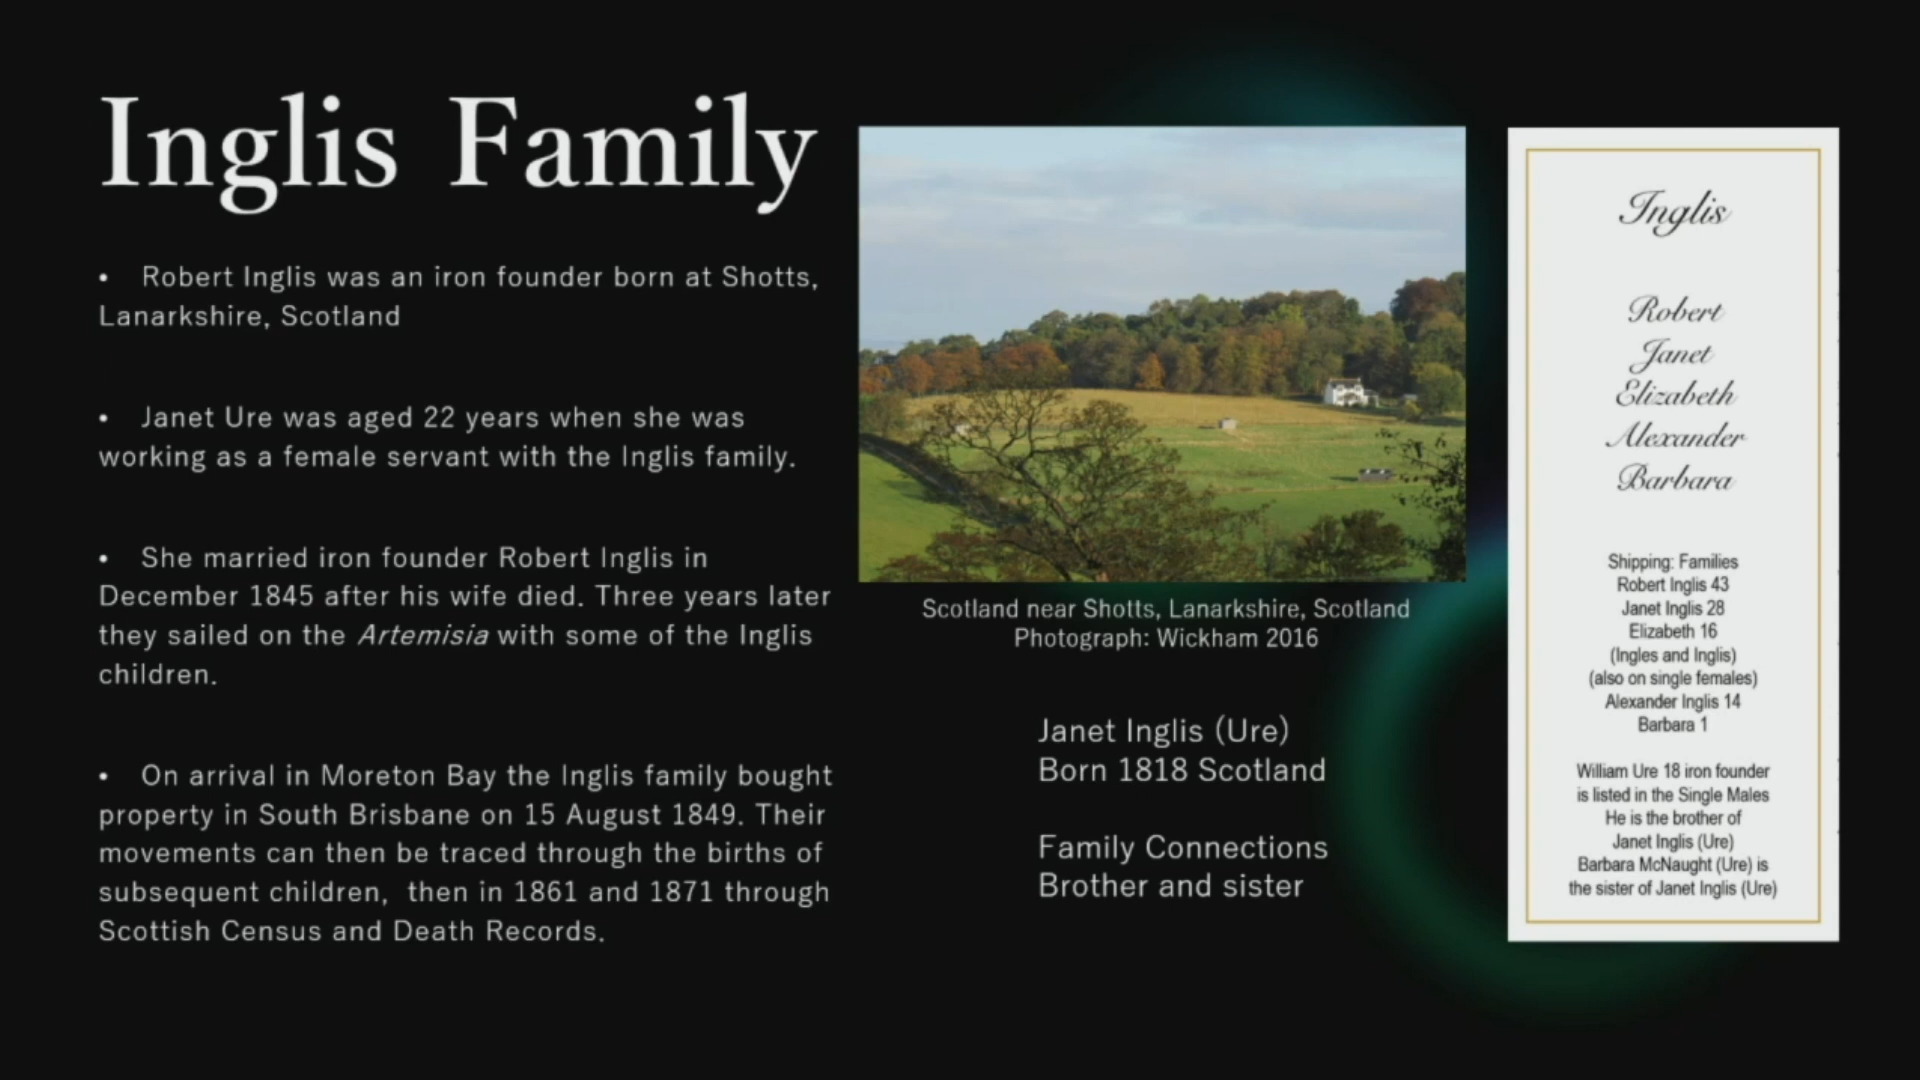 Inglis Family
• Robert Inglis was an iron founder born at Shotts,
Lanarkshire, Scotland
• Janet Ure was aged 22 years when she was
working as a female servant with the Inglis family.
• She married iron founder Robert Inglis in
December 1845 after his wife died. Three years later
they sailed on the Artemisia with some of the Inglis
children.
• On arrival in Moreton Bay the Inglis family bought
property in South Brisbane on 15 August 1849. Their
movements can then be traced through the births of
subsequent children, then in 1861 and 1871 through
Scottish Census and Death Records.
Scotland near Shotts, Lanarkshire, Scotland
Photograph: Wickham 2016
Janet Inglis (Ure)
Born 1818 Scotland
Family Connections
Brother and sister
Inglis
Robert
Janet
Elizabeth
Alexander
Barbara
Shipping: Families
Robert Inglis 43
Janet Inglis 28
Elizabeth 16
(Ingles and Inglis)
(also on single females)
Alexander Inglis 14
Barbara 1
William Ure 18 iron founder
is listed in the Single Males
He is the brother of
Janet Inglis (Ure)
Barbara McNaught (Ure) is
the sister of Janet Inglis (Ure)